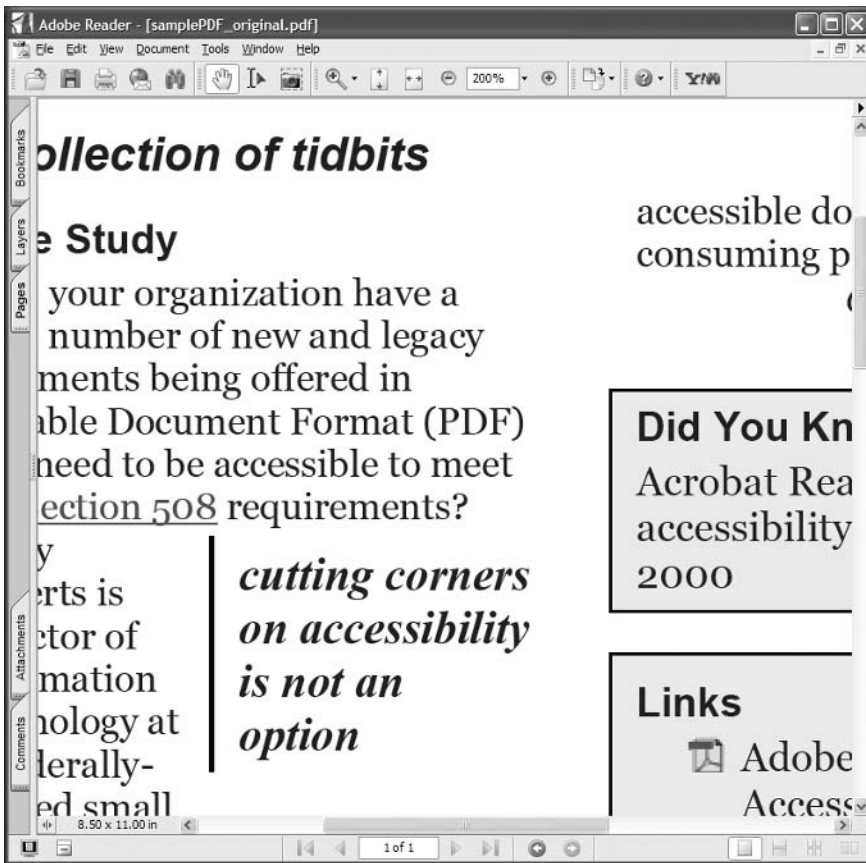 Adobe Reader - [samplePDF_original.pdf]
File Edit View Document Tools Window Help
200%
Bookmarks
Layers
Pages
Attachments
Comments
ollection of tidbits
e Study
your organization have a
number of new and legacy
ments being offered in
able Document Format (PDF)
need to be accessible to meet
ection 508 requirements?
y
erts is
ctor of
mation
nology at
derally-
ed small
cutting corners
on accessibility
is not an
option
accessible do
consuming p
Did You Kn
Acrobat Rea
accessibility
2000
Links
Adobe
Access
8.50 x 11.00 in
1 of 1